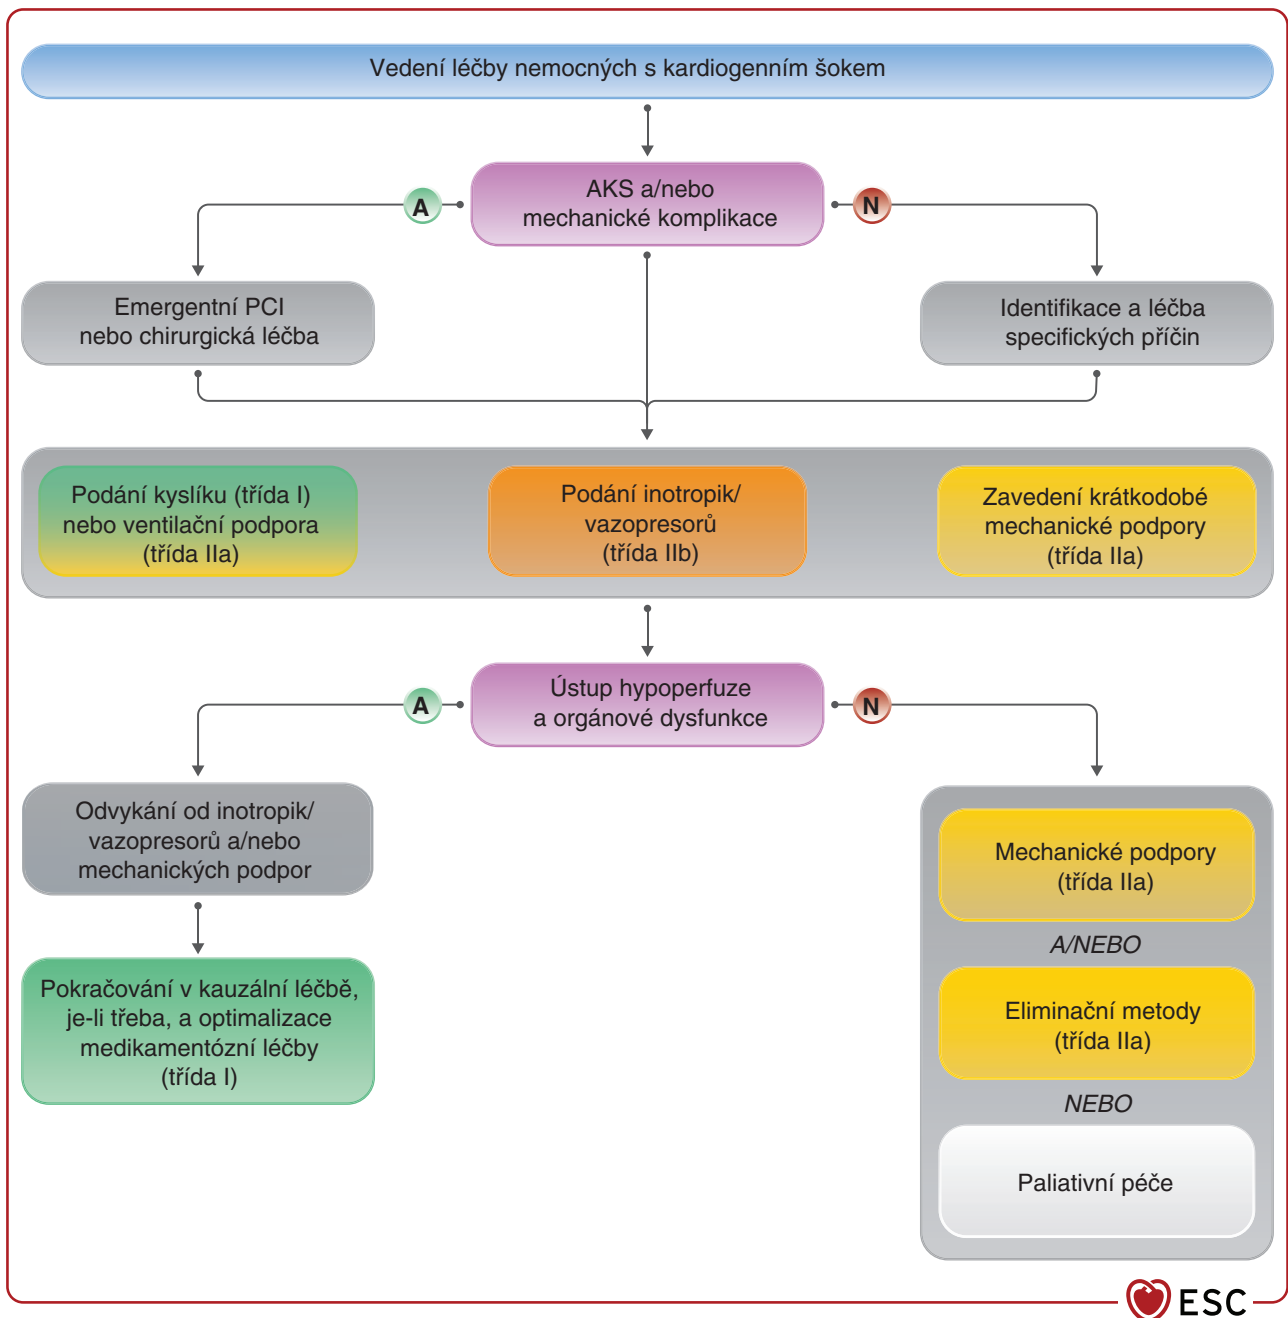 Vedení léčby nemocných s kardiogenním šokem
AKS a/nebo
mechanické komplikace
A
N
Emergentní PCI
nebo chirurgická léčba
Identifikace a léčba
specifických příčin
Podání kyslíku (třída I)
nebo ventilační podpora
(třída IIa)
Podání inotropik/
vazopresorů
(třída IIb)
Zavedení krátkodobé
mechanické podpory
(třída IIa)
Ústup hypoperfuze
a orgánové dysfunkce
A
N
Odvykání od inotropik/
vazopresorů a/nebo
mechanických podpor
Pokračování v kauzální léčbě,
je-li třeba, a optimalizace
medikamentózní léčby
(třída I)
Mechanické podpory
(třída IIa)
A/NEBO
Eliminační metody
(třída IIa)
NEBO
Paliativní péče
ESC